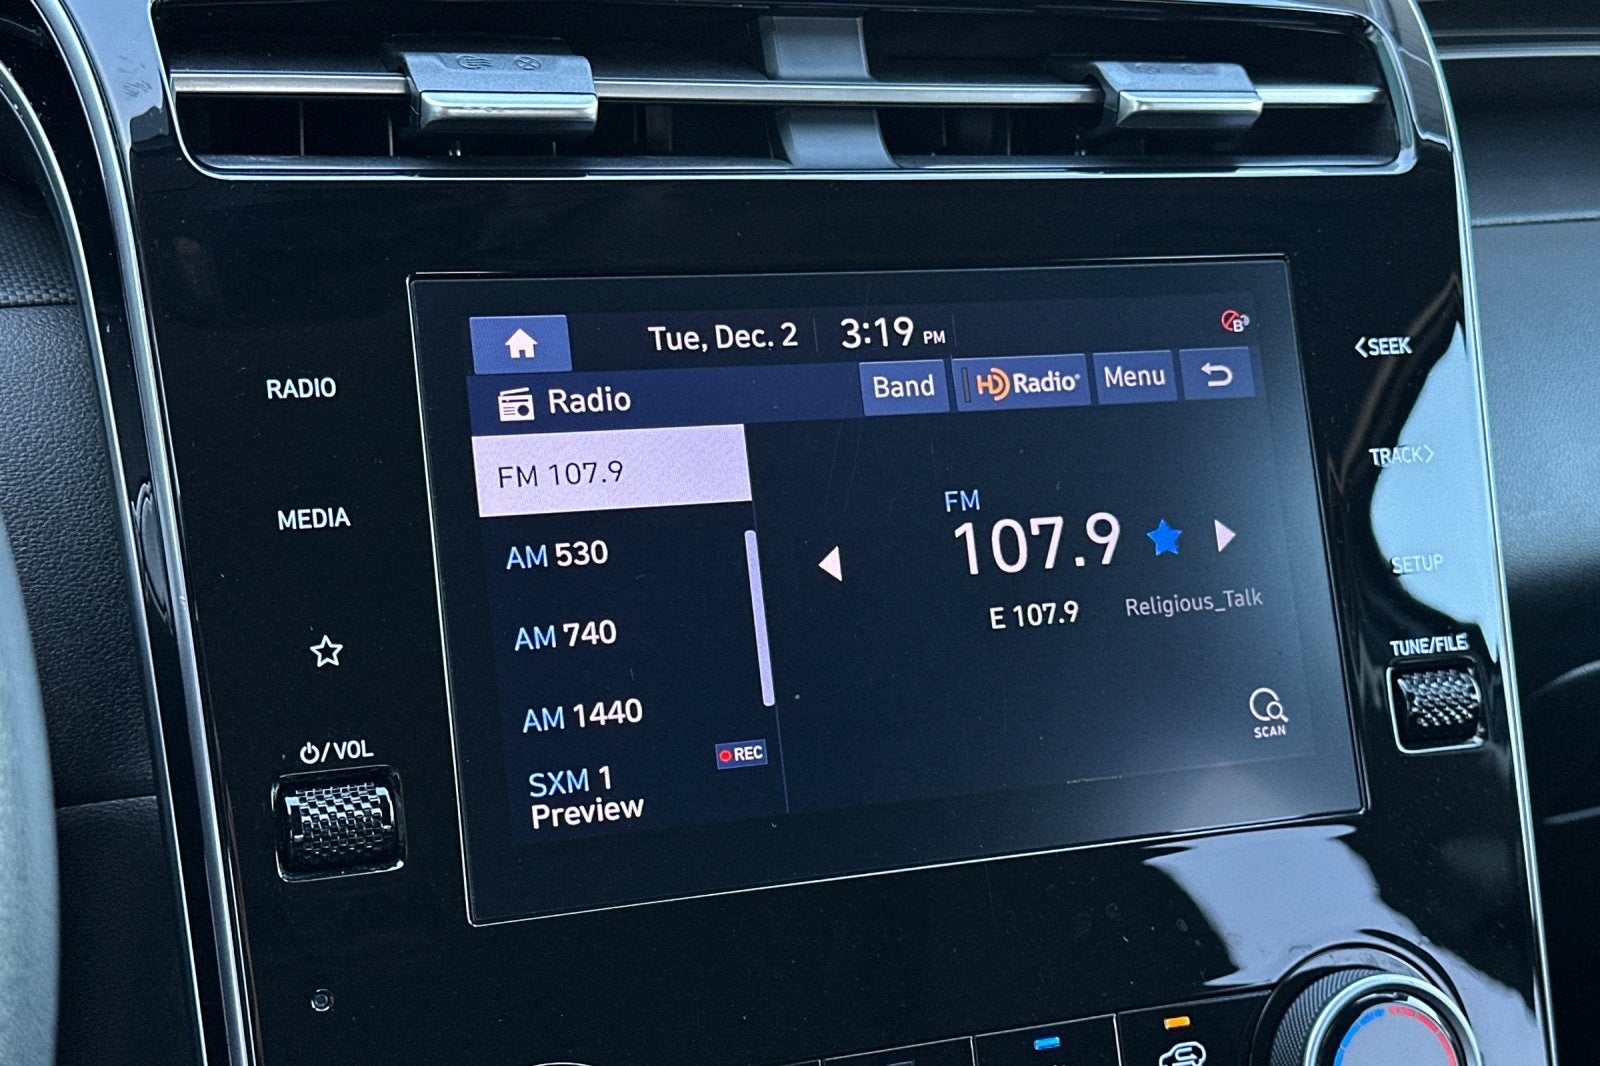 Tue, Dec. 2 3:19 PM
B
Radio Band HD Radio® Menu
FM 107.9
AM 530
AM 740
AM 1440
REC
SXM 1
Preview
FM
107.9
E 107.9 Religious_Talk
SCAN
RADIO
MEDIA
/VOL
<SEEK
TRACK>
SETUP
TUNE/FILE